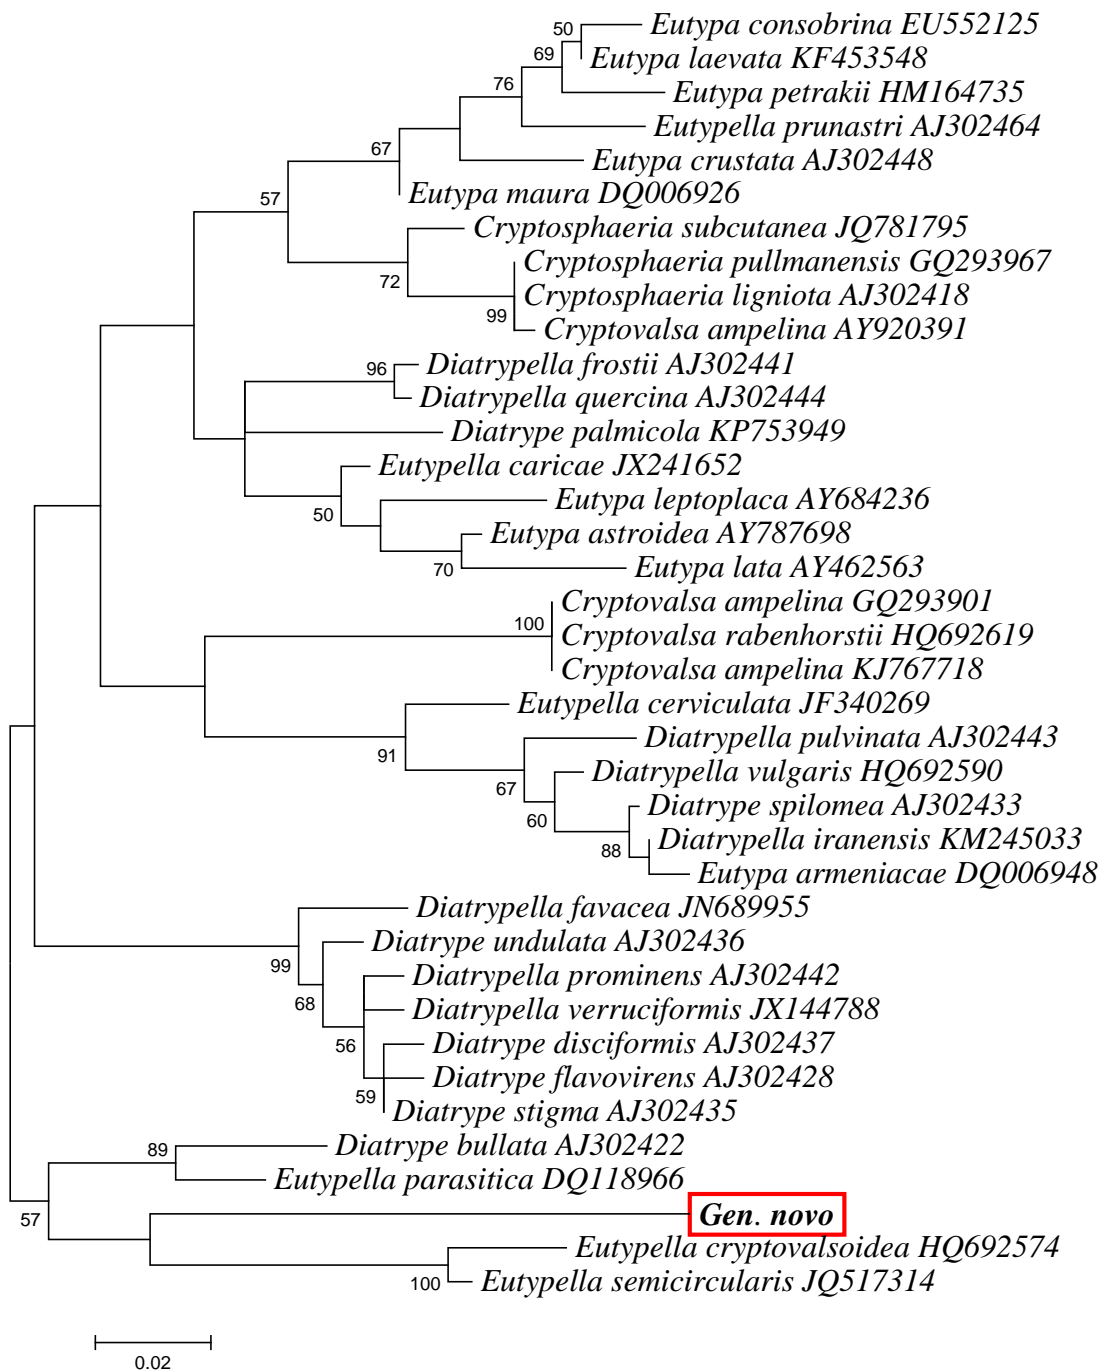 50
Eutypa consobrina EU552125
69
Eutypa laevata KF453548
76
Eutypa petrakii HM164735
Eutypella prunastri AJ302464
67
Eutypa crustata AJ302448
57
Eutypa maura DQ006926
Cryptosphaeria subcutanea JQ781795
72
Cryptosphaeria pullmanensis GQ293967
Cryptosphaeria ligniota AJ302418
99
Cryptovalsa ampelina AY920391
96
Diatrypella frostii AJ302441
Diatrypella quercina AJ302444
Diatrype palmicola KP753949
Eutypella caricae JX241652
50
Eutypa leptoplaca AY684236
Eutypa astroidea AY787698
70
Eutypa lata AY462563
Cryptovalsa ampelina GQ293901
100
Cryptovalsa rabenhorstii HQ692619
Cryptovalsa ampelina KJ767718
Eutypella cerviculata JF340269
91
Diatrypella pulvinata AJ302443
67
Diatrypella vulgaris HQ692590
60
Diatrype spilomea AJ302433
88
Diatrypella iranensis KM245033
Eutypa armeniacae DQ006948
Diatrypella favacea JN689955
99
Diatrype undulata AJ302436
68
Diatrypella prominens AJ302442
Diatrypella verruciformis JX144788
56
Diatrype disciformis AJ302437
Diatrype flavovirens AJ302428
59
Diatrype stigma AJ302435
89
Diatrype bullata AJ302422
Eutypella parasitica DQ118966
57
Gen. novo
Eutypella cryptovalsoidea HQ692574
100
Eutypella semicircularis JQ517314
0.02